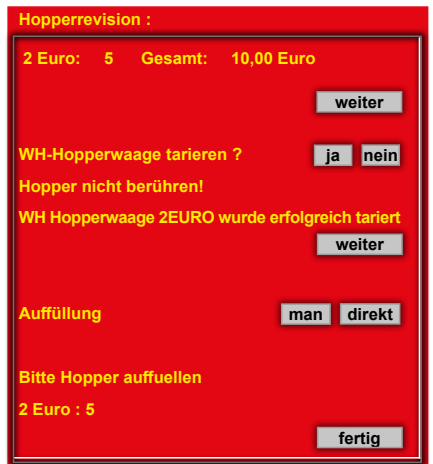 Hopperrevision :
2 Euro: 5 Gesamt: 10,00 Euro
weiter
WH-Hopperwaage tarieren ? ja nein
Hopper nicht berühren!
WH Hopperwaage 2EURO wurde erfolgreich tariert
weiter
Auffüllung man direkt
Bitte Hopper auffuellen
2 Euro : 5
fertig